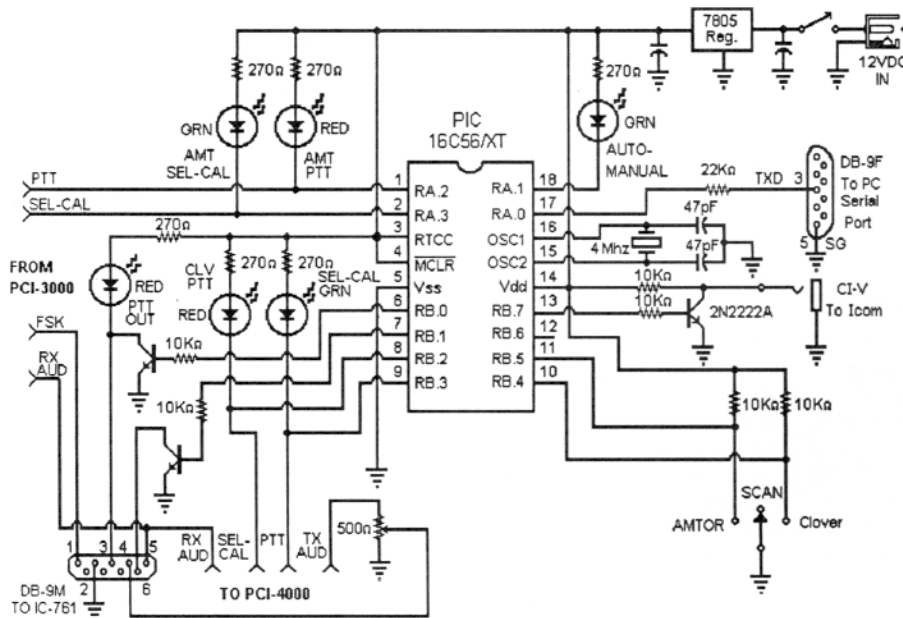 7805
Reg.
12VDC
IN
270Ω
270Ω
270Ω
GRN
RED
GRN
AMT
SEL-CAL
AMT
PTT
AUTO-
MANUAL
PIC
16C56/XT
PTT
SEL-CAL
1 RA.2
2 RA.3
3 RTCC
4 MCLR
5 Vss
6 RB.0
7 RB.1
8 RB.2
9 RB.3
RA.1 18
RA.0 17
OSC1 16
OSC2 15
Vdd 14
RB.7 13
RB.6 12
RB.5 11
RB.4 10
22KΩ
TXD
3
5
SG
DB-9F
To PC
Serial
Port
47pF
4 Mhz
47pF
10KΩ
10KΩ
2N2222A
CI-V
To Icom
270Ω
FROM
PCI-3000
RED
PTT
OUT
CLV
PTT
270Ω
270Ω
SEL-CAL
GRN
RED
FSK
RX
AUD
10KΩ
10KΩ
10KΩ
10KΩ
SCAN
AMTOR
Clover
500Ω
1
3
4
5
2
6
RX
AUD
SEL-
CAL
PTT
TX
AUD
DB-9M
TO IC-761
TO PCI-4000